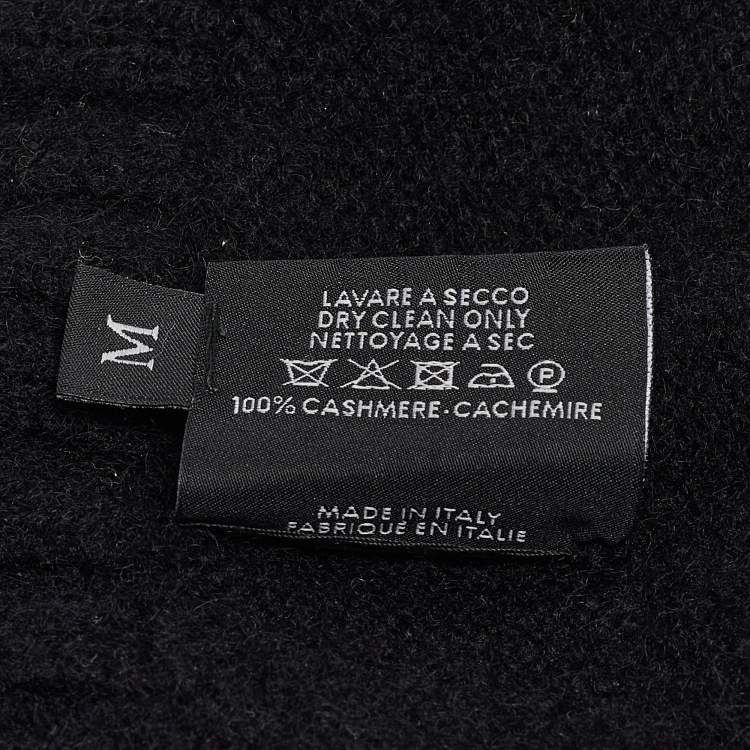 M
LAVARE A SECCO
DRY CLEAN ONLY
NETTOYAGE A SEC
P
100% CASHMERE·CACHEMIRE
MADE IN ITALY
FABRIQUE EN ITALIE